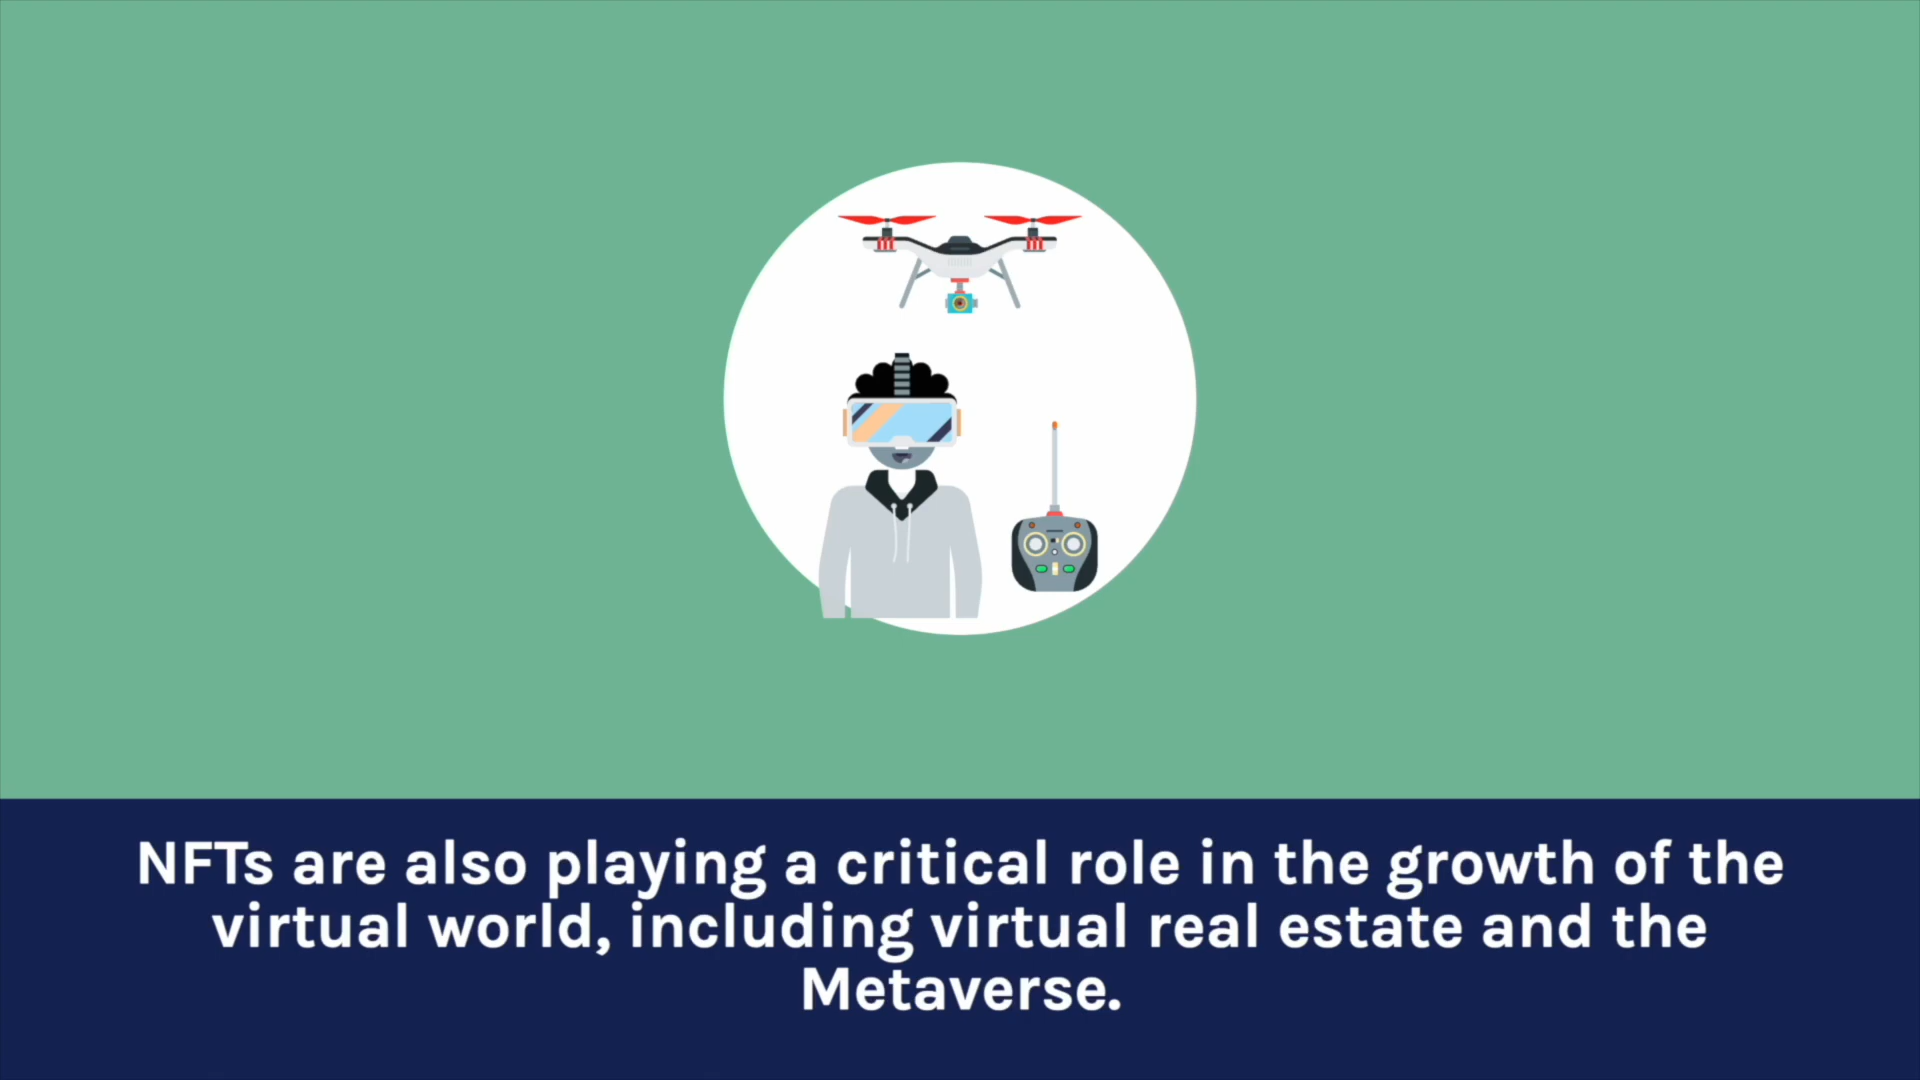 NFTs are also playing a critical role in the growth of the
virtual world, including virtual real estate and the
Metaverse.